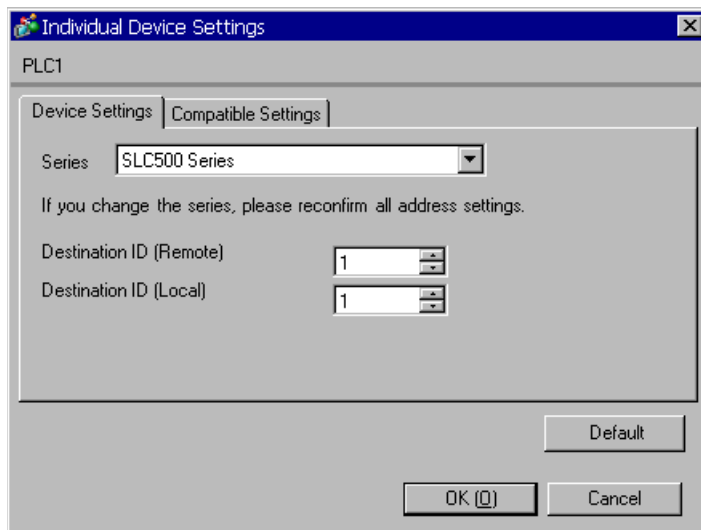 Individual Device Settings
PLC1
Device Settings Compatible Settings
Series SLC500 Series
If you change the series, please reconfirm all address settings.
Destination ID (Remote) 1
Destination ID (Local) 1
Default
OK (O) Cancel